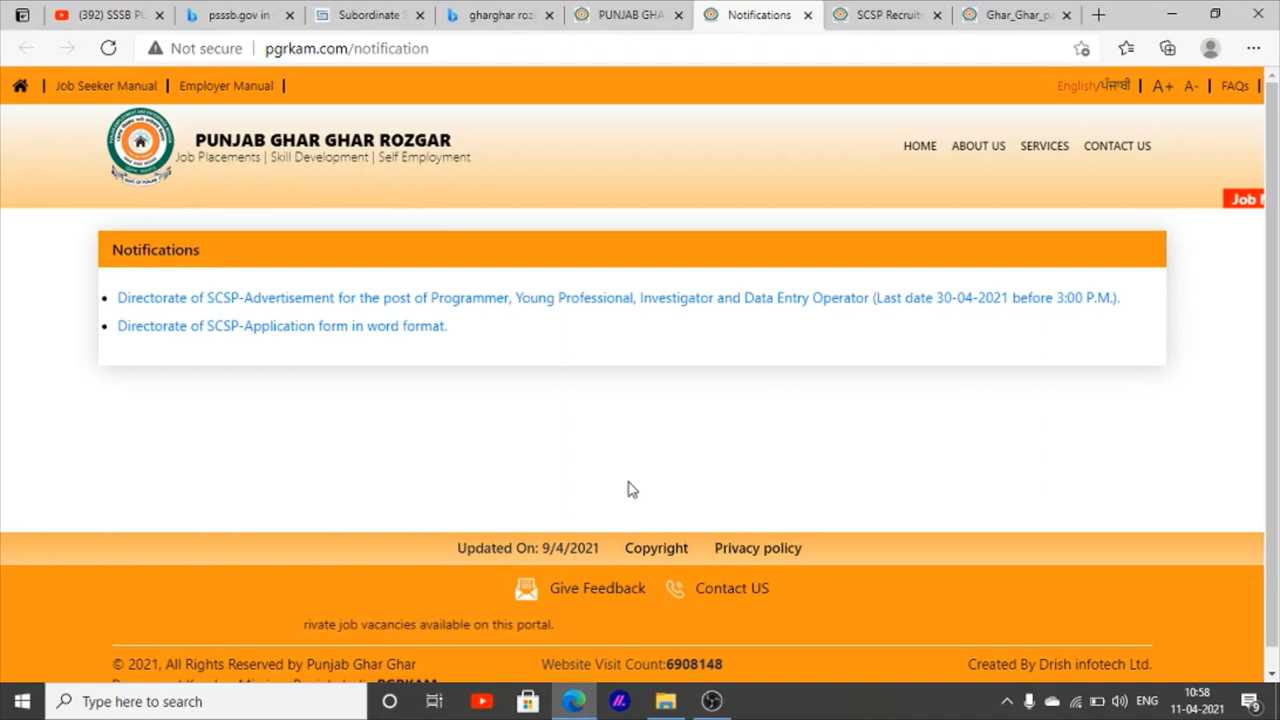 (392) SSSB PU
psssb.gov in -
Subordinate S
gharghar roz
PUNJAB GHA
Notifications
SCSP Recruit
Ghar_Ghar_p
Not secure
pgrkam.com/notification
Job Seeker Manual | Employer Manual |
English/ਪੰਜਾਬੀ | A+ A- | FAQs |
PUNJAB GHAR GHAR ROZGAR
Job Placements | Skill Development | Self Employment
HOME ABOUT US SERVICES CONTACT US
Job
Notifications
Directorate of SCSP-Advertisement for the post of Programmer, Young Professional, Investigator and Data Entry Operator (Last date 30-04-2021 before 3:00 P.M.).
Directorate of SCSP-Application form in word format.
Updated On: 9/4/2021 Copyright Privacy policy
Give Feedback Contact US
rivate job vacancies available on this portal.
© 2021, All Rights Reserved by Punjab Ghar Ghar
Website Visit Count:6908148
Created By Drish infotech Ltd.
Type here to search
ENG
10:58
11-04-2021
9